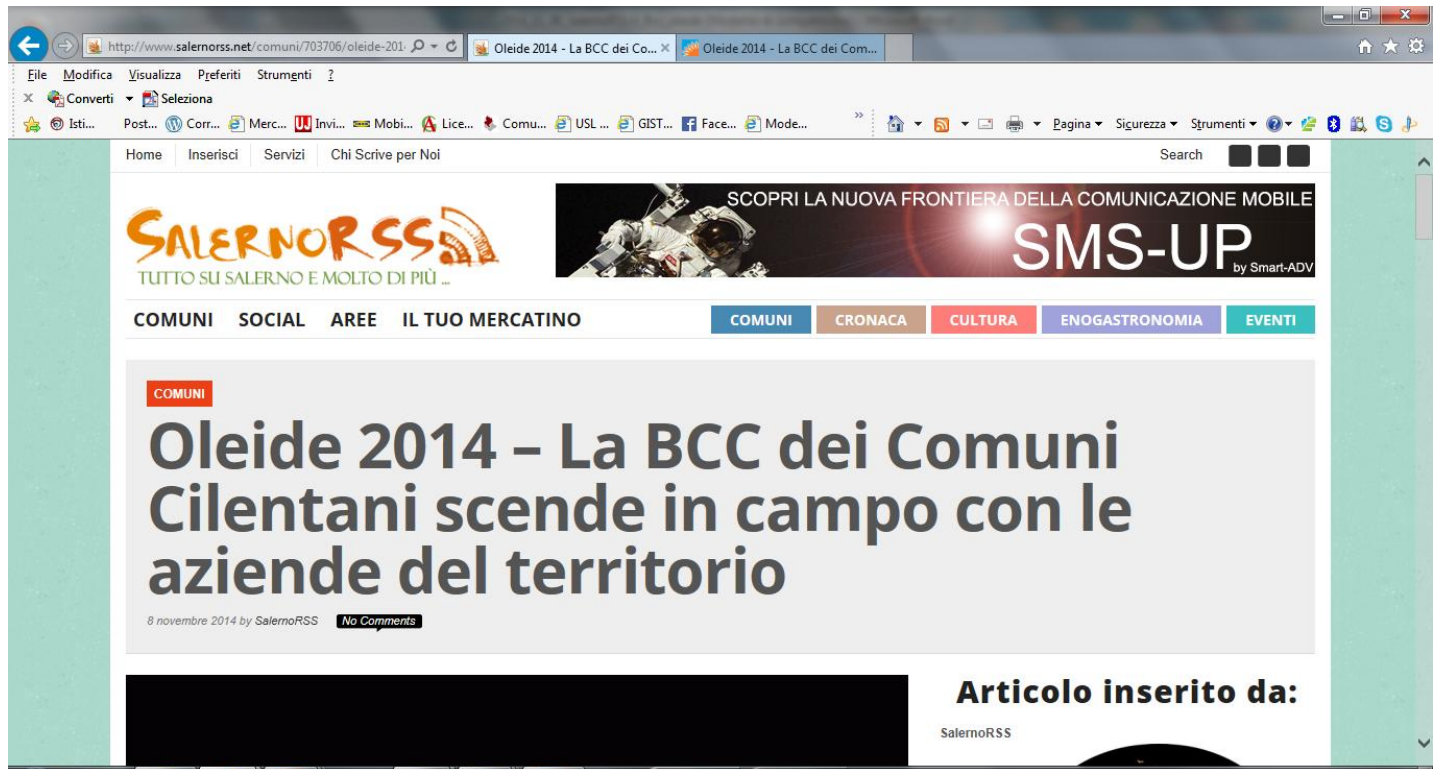 http://www.salernorss.net/comuni/703706/oleide-201
Oleide 2014 - La BCC dei Co...
Oleide 2014 - La BCC dei Com...
File Modifica Visualizza Preferiti Strumenti ?
Converti Seleziona
Isti... Post... Corr... Merc... Invi... Mobi... Lice... Comu... USL ... GIST... Face... Mode... » Pagina Sicurezza Strumenti
Home Inserisci Servizi Chi Scrive per Noi Search
SCOPRI LA NUOVA FRONTIERA DELLA COMUNICAZIONE MOBILE
SALERNORSS
SMS-UP
by Smart-ADV
TUTTO SU SALERNO E MOLTO DI PIÙ ...
COMUNI SOCIAL AREE IL TUO MERCATINO COMUNI CRONACA CULTURA ENOGASTRONOMIA EVENTI
COMUNI
Oleide 2014 – La BCC dei Comuni
Cilentani scende in campo con le
aziende del territorio
8 novembre 2014 by SalernoRSS No Comments
Articolo inserito da:
SalernoRSS